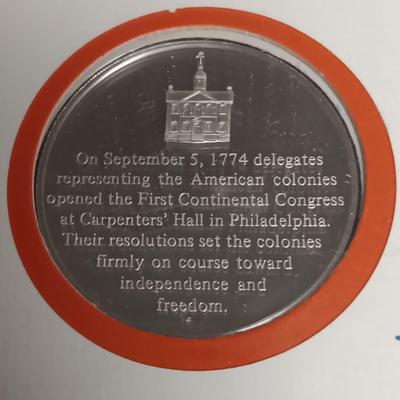 On September 5, 1774 delegates
representing the American colonies
opened the First Continental Congress
at Carpenters' Hall in Philadelphia.
Their resolutions set the colonies
firmly on course toward
independence and
freedom.